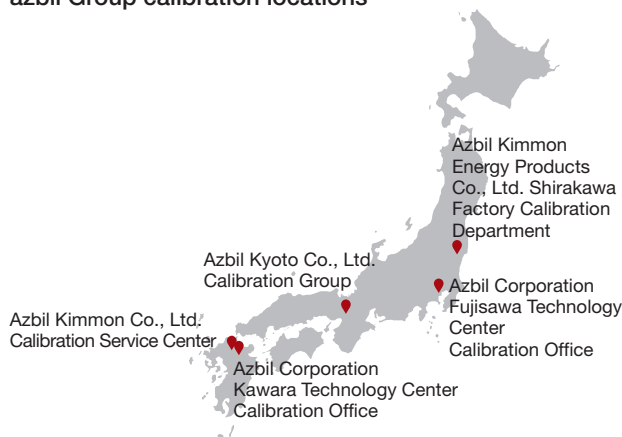 azbil Group calibration locations
Azbil Kimmon
Energy Products
Co., Ltd. Shirakawa
Factory Calibration
Department
Azbil Kyoto Co., Ltd.
Calibration Group
Azbil Corporation
Fujisawa Technology
Center
Calibration Office
Azbil Kimmon Co., Ltd.
Calibration Service Center
Azbil Corporation
Kawara Technology Center
Calibration Office